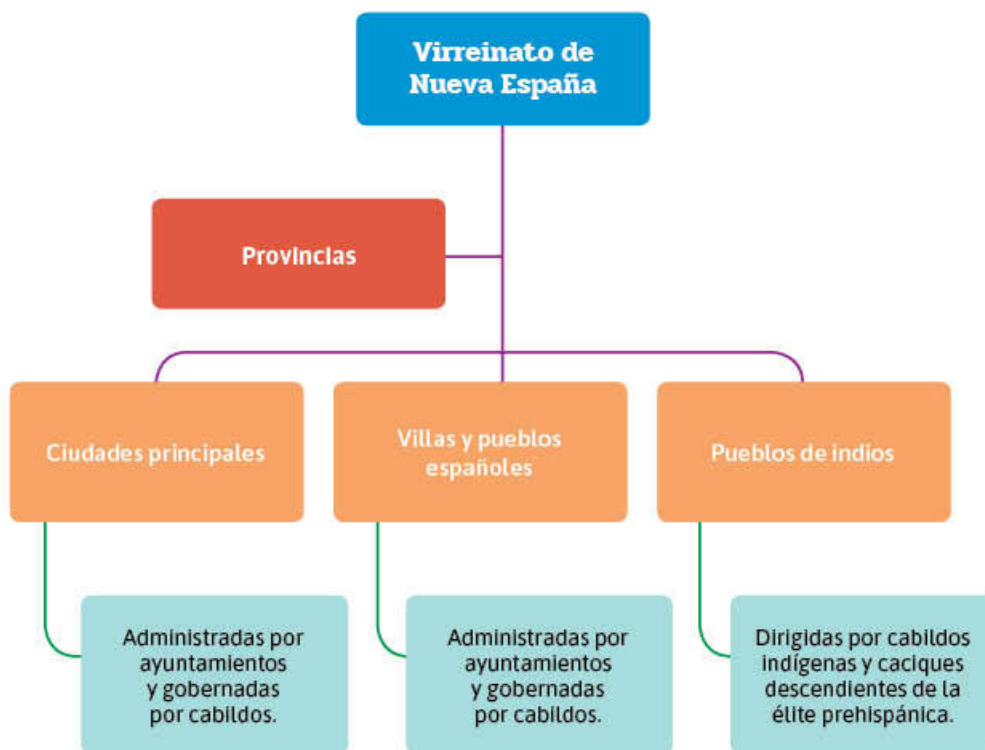 Virreinato de
Nueva España
Provincias
Ciudades principales
Villas y pueblos
españoles
Pueblos de indios
Administradas por
ayuntamientos
y gobernadas
por cabildos.
Administradas por
ayuntamientos
y gobernadas
por cabildos.
Dirigidas por cabildos
indígenas y caciques
descendientes de la
élite prehispánica.